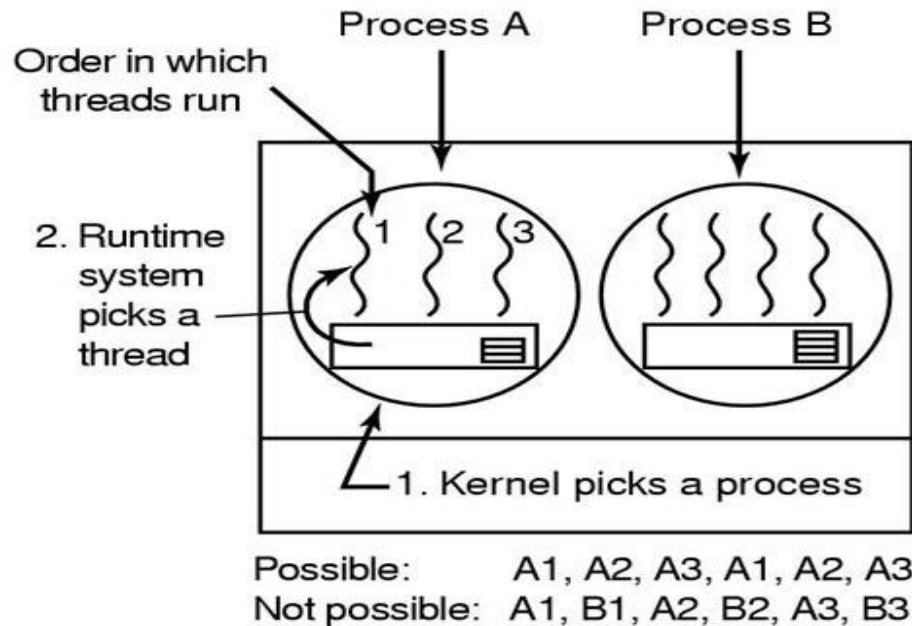 Process A
Process B
Order in which
threads run
2. Runtime
system
picks a
thread
1
2
3
1. Kernel picks a process
Possible: A1, A2, A3, A1, A2, A3
Not possible: A1, B1, A2, B2, A3, B3